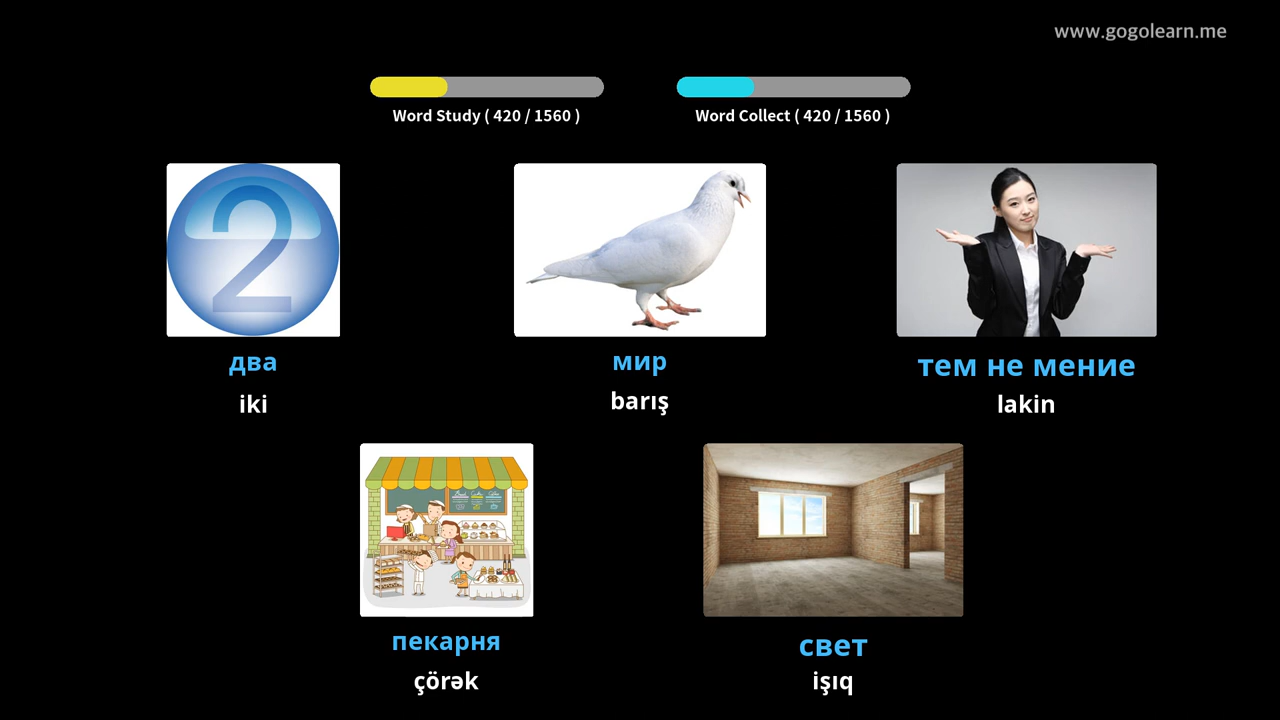 www.gogolearn.me
Word Study ( 420 / 1560 )
Word Collect ( 420 / 1560 )
2
два
iki
мир
barış
тем не мение
lakin
пекарня
çörək
свет
işıq